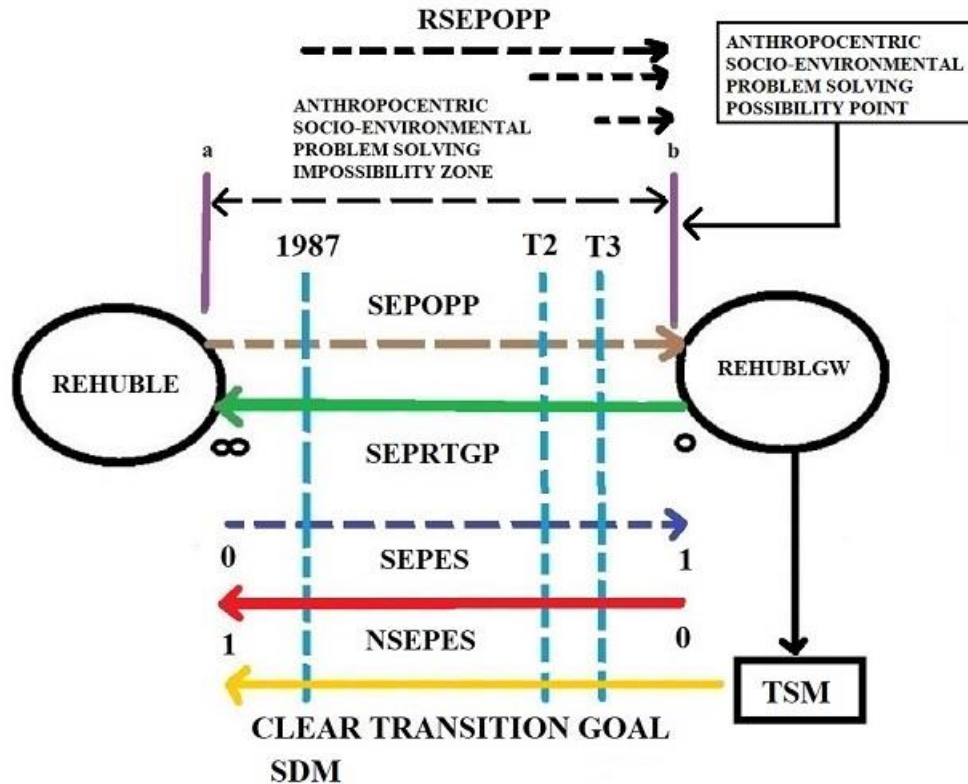 RSEPOPP
ANTHROPOCENTRIC
SOCIO-ENVIRONMENTAL
PROBLEM SOLVING
POSSIBILITY POINT
ANTHROPOCENTRIC
SOCIO-ENVIRONMENTAL
PROBLEM SOLVING
IMPOSSIBILITY ZONE
a
b
1987
T2
T3
SEPOPP
REHUBLE
REHUBLGW
∞
0
SEPRTGP
0
SEPES
1
1
NSEPES
0
TSM
CLEAR TRANSITION GOAL
SDM